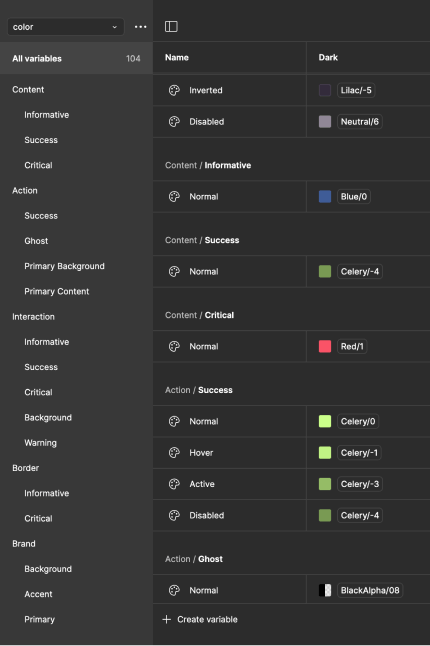 color
All variables 104
Content
Informative
Success
Critical
Action
Success
Ghost
Primary Background
Primary Content
Interaction
Informative
Success
Critical
Background
Warning
Border
Informative
Critical
Brand
Background
Accent
Primary
Name Dark
Inverted Lilac/-5
Disabled Neutral/6
Content / Informative
Normal Blue/0
Content / Success
Normal Celery/-4
Content / Critical
Normal Red/1
Action / Success
Normal Celery/0
Hover Celery/-1
Active Celery/-3
Disabled Celery/-4
Action / Ghost
Normal BlackAlpha/08
Create variable